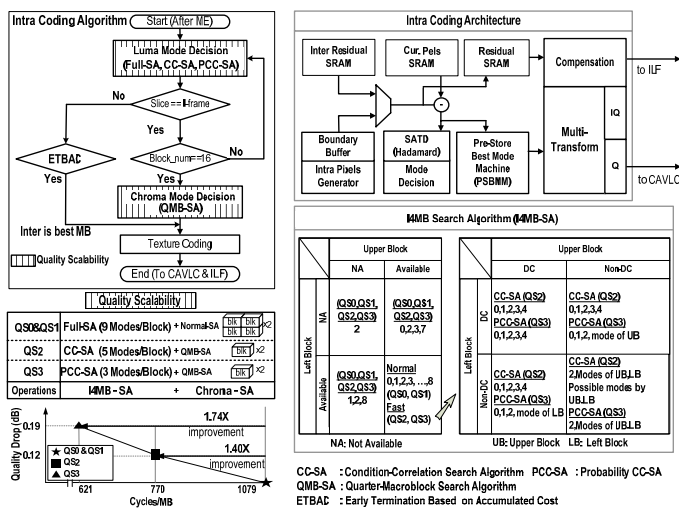 Intra Coding Algorithm
Start (After ME)
Luma Mode Decision
(Full-SA, CC-SA, PCC-SA)
No
Slice == I-frame
Yes
ETBAC
Block_num==16
No
Yes
Yes
Chroma Mode Decision
(QMB-SA)
Inter is best MB
Texture Coding
Quality Scalability
End (To CAVLC & ILF)
Quality Scalability
QS0&QS1
Full-SA (9 Modes/Block) + Normal-SA
blk blk
blk blk
×2
QS2
CC-SA (5 Modes/Block) + QMB-SA
blk ×2
QS3
PCC-SA (3 Modes/Block) + QMB-SA
blk ×2
Operations
I4MB-SA + Chroma-SA
Quality Drop (dB)
0.19
0.12
1.74X
improvement
1.40X
improvement
QS0 & QS1
QS2
QS3
621
770
1079
Cycles/MB
Intra Coding Architecture
Inter Residual
SRAM
Cur. Pels
SRAM
Residual
SRAM
Compensation
to ILF
-
Multi-
Transform
IQ
Q
to CAVLC
Boundary
Buffer
Intra Pixels
Generator
SATD
(Hadamard)
Mode
Decision
Pre-Store
Best Mode
Machine
(PSBMM)
I4MB Search Algorithm (I4MB-SA)
Upper Block
NA
Available
Left Block
NA
(QS0,QS1,
QS2,QS3)
2
(QS0,QS1,
QS2,QS3)
0,2,3,7
Available
(QS0,QS1,
QS2,QS3)
1,2,8
Normal
0,1,2,3, ...,8
(QS0, QS1)
Fast
(QS2, QS3)
NA: Not Available
Upper Block
DC
Non-DC
Left Block
DC
CC-SA (QS2)
0,1,2,3,4
PCC-SA (QS3)
0,1,2,3,4
CC-SA (QS2)
0,1,2,3,4
PCC-SA (QS3)
0,1,2, mode of UB
Non-DC
CC-SA (QS2)
0,1,2,3,4
PCC-SA (QS3)
0,1,2, mode of LB
CC-SA (QS2)
2,Modes of UB,LB
Possible modes by
UB,LB
PCC-SA (QS3)
2,Modes of UB,LB
UB: Upper Block LB: Left Block
CC-SA : Condition-Correlation Search Algorithm PCC-SA : Probability CC-SA
QMB-SA : Quarter-Macroblock Search Algorithm
ETBAC : Early Termination Based on Accumulated Cost